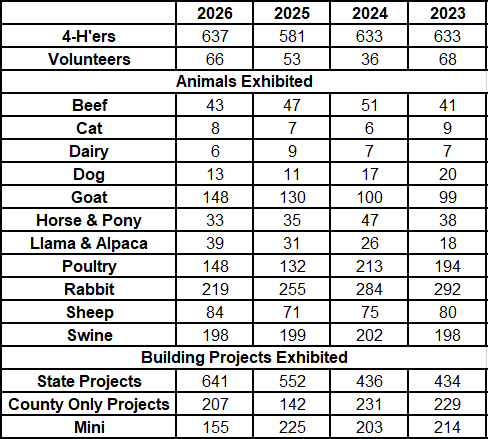 2026 2025 2024 2023
4-H'ers 637 581 633 633
Volunteers 66 53 36 68
Animals Exhibited
Beef 43 47 51 41
Cat 8 7 6 9
Dairy 6 9 7 7
Dog 13 11 17 20
Goat 148 130 100 99
Horse & Pony 33 35 47 38
Llama & Alpaca 39 31 26 18
Poultry 148 132 213 194
Rabbit 219 255 284 292
Sheep 84 71 75 80
Swine 198 199 202 198
Building Projects Exhibited
State Projects 641 552 436 434
County Only Projects 207 142 231 229
Mini 155 225 203 214